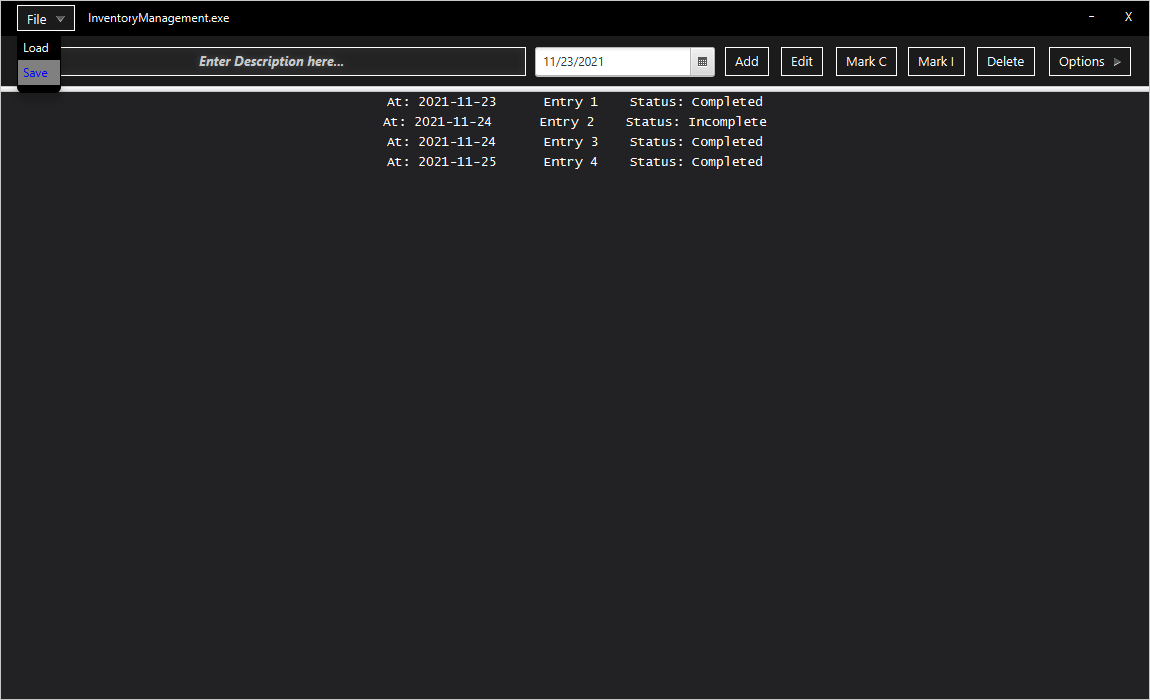 File InventoryManagement.exe - X
Load
Save
Enter Description here... 11/23/2021 Add Edit Mark C Mark I Delete Options
At: 2021-11-23 Entry 1 Status: Completed
At: 2021-11-24 Entry 2 Status: Incomplete
At: 2021-11-24 Entry 3 Status: Completed
At: 2021-11-25 Entry 4 Status: Completed